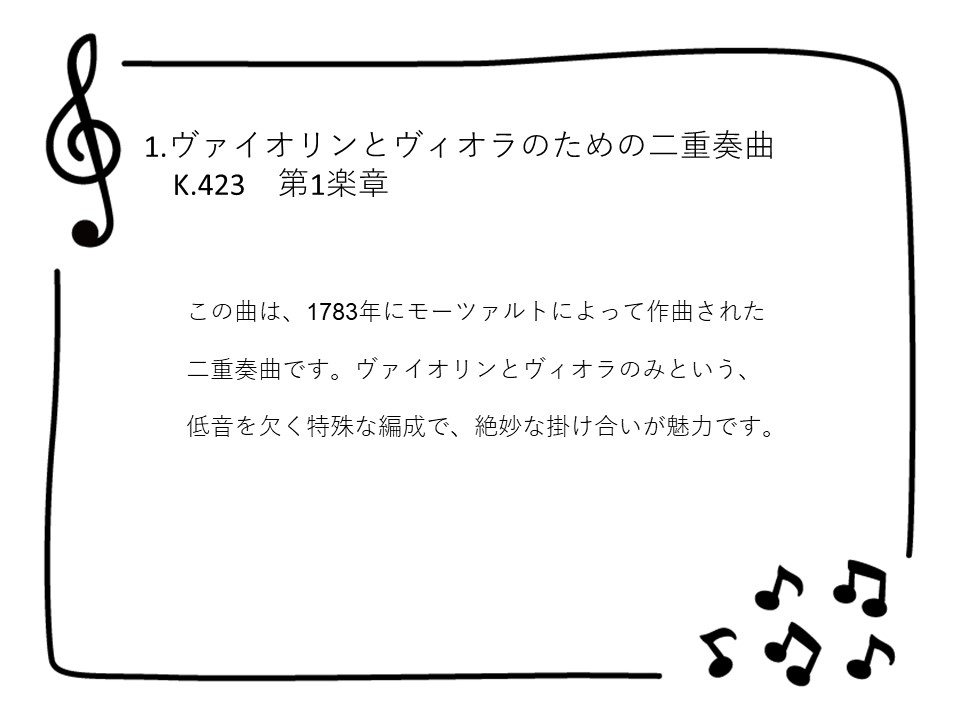 1.ヴァイオリンとヴィオラのための二重奏曲
K.423　第1楽章
この曲は、1783年にモーツァルトによって作曲された
二重奏曲です。ヴァイオリンとヴィオラのみという、
低音を欠く特殊な編成で、絶妙な掛け合いが魅力です。